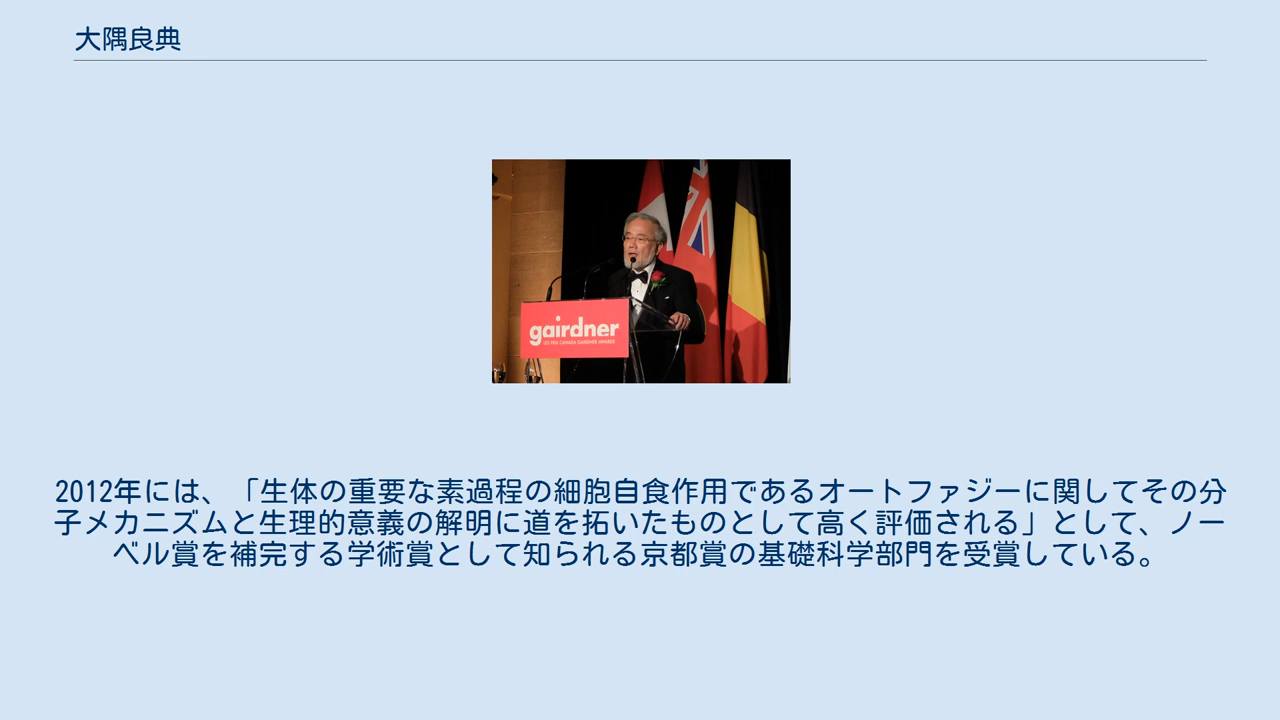 大隅良典
gairdner
LES PRIX CANADA GAIRDNER AWARDS
2012年には、「生体の重要な素過程の細胞自食作用であるオートファジーに関してその分
子メカニズムと生理的意義の解明に道を拓いたものとして高く評価される」として、ノー
ベル賞を補完する学術賞として知られる京都賞の基礎科学部門を受賞している。